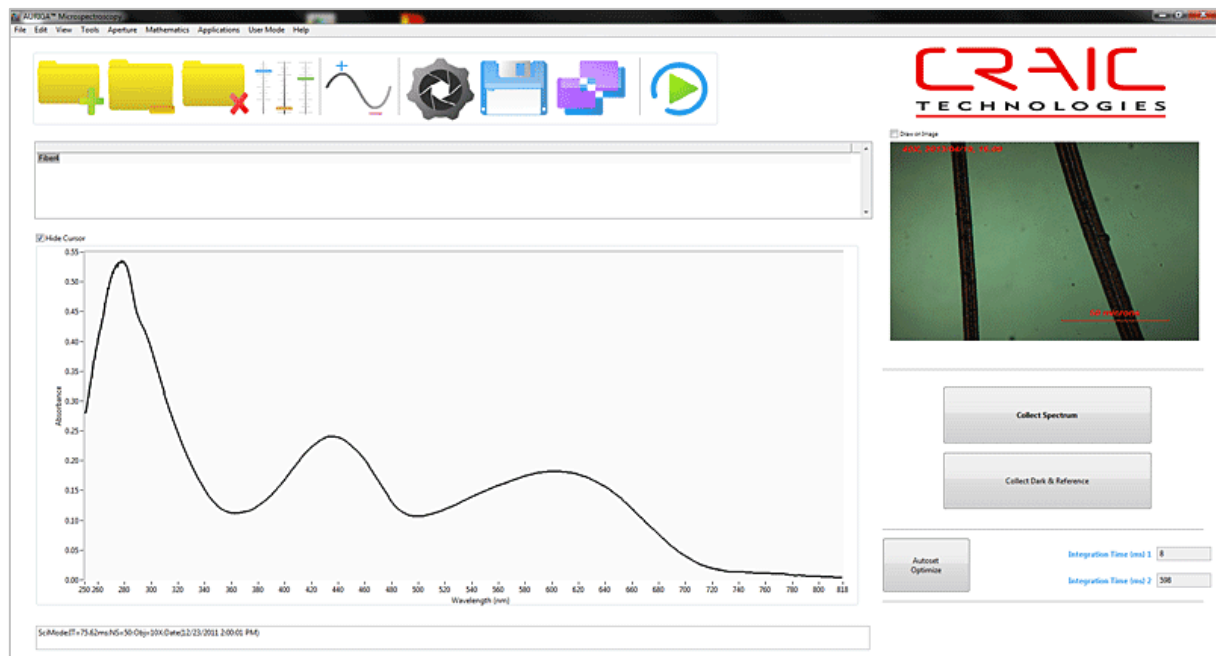 AURIGA™ Microspectroscopy
File Edit View Tools Aperture Mathematics Applications User Mode Help
CRAIC
TECHNOLOGIES
Draw on Image
Fiber4
50 microns
Hide Cursor
0.55
0.50
0.45
0.40
0.35
0.30
0.25
0.20
0.15
0.10
0.05
0.00
Absorbance
250 260 280 300 320 340 360 380 400 420 440 460 480 500 520 540 560 580 600 620 640 660 680 700 720 740 760 780 800 818
Wavelength (nm)
Collect Spectrum
Collect Dark & Reference
Autoset
Optimize
Integration Time (ms) 1 8
Integration Time (ms) 2 598
SciMode:IT=75.62ms:NS=50:Obj=10X:Date(12/23/2011 2:00:01 PM)